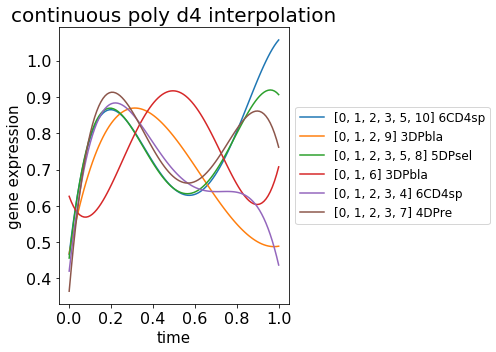 continuous poly d4 interpolation
gene expression
1.0
0.9
0.8
0.7
0.6
0.5
0.4
0.0 0.2 0.4 0.6 0.8 1.0
time
[0, 1, 2, 3, 5, 10] 6CD4sp
[0, 1, 2, 9] 3DPbla
[0, 1, 2, 3, 5, 8] 5DPsel
[0, 1, 6] 3DPbla
[0, 1, 2, 3, 4] 6CD4sp
[0, 1, 2, 3, 7] 4DPre